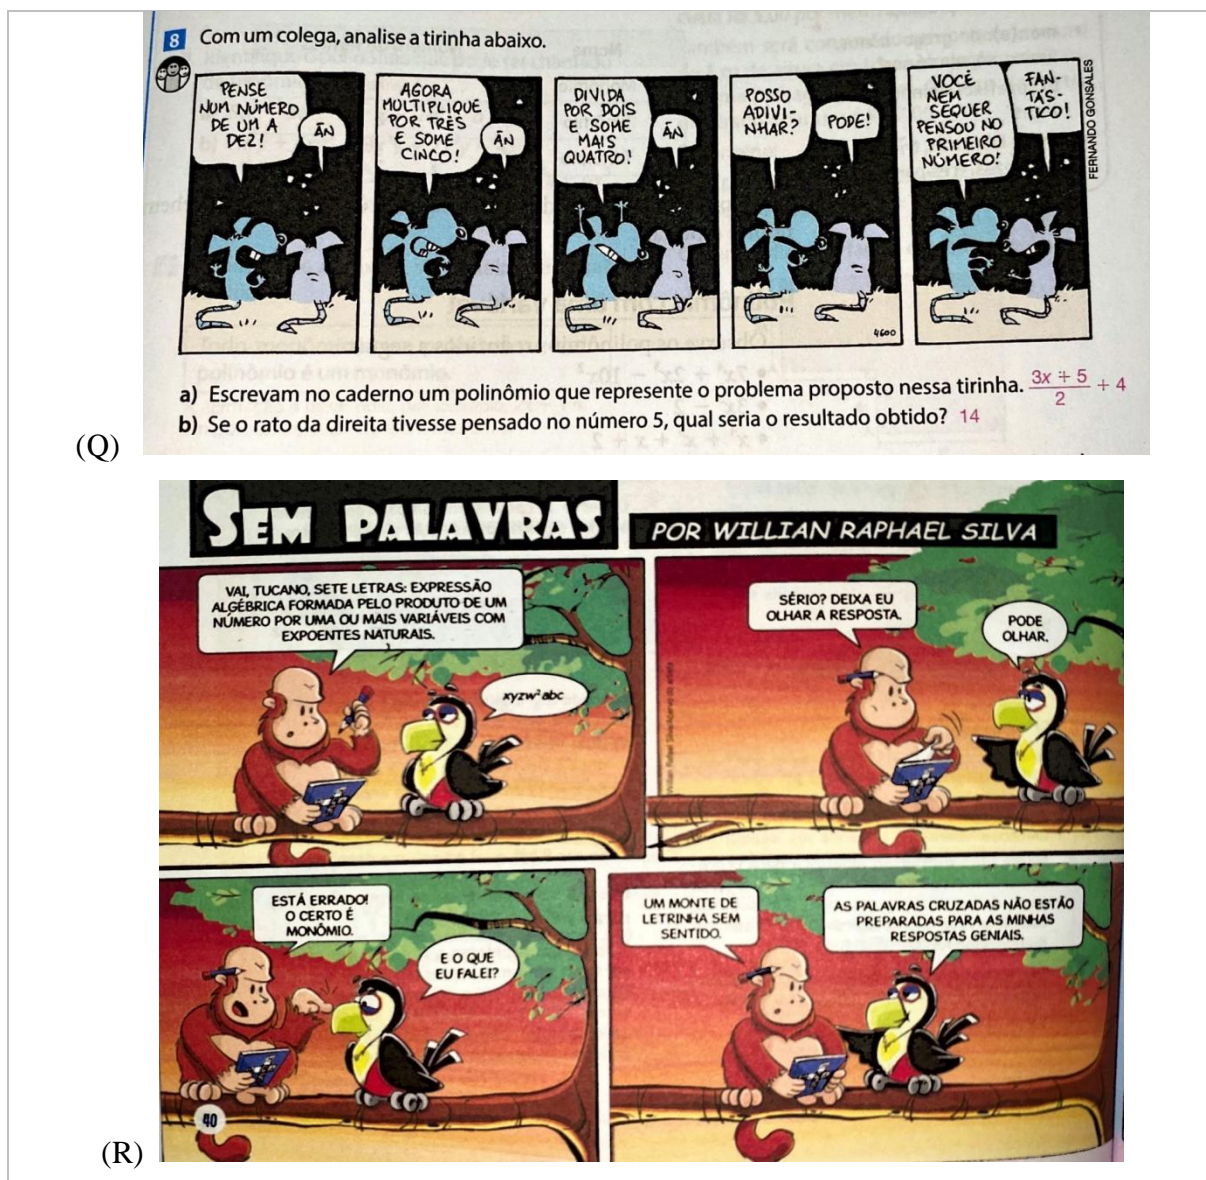 8 Com um colega, analise a tirinha abaixo.
PENSE
NUM NÚMERO
DE UM A
DEZ!
ÃN
AGORA
MULTIPLIQUE
POR TRÊS
E SOME
CINCO!
ÃN
DIVIDA
POR DOIS
E SOME
MAIS
QUATRO!
ÃN
POSSO
ADIVI-
NHAR?
PODE!
4600
VOCÊ
NEM
SEQUER
PENSOU NO
PRIMEIRO
NÚMERO!
FAN-
TÁS-
TICO!
FERNANDO GONSALES
a) Escrevam no caderno um polinômio que represente o problema proposto nessa tirinha. (3x + 5)/2 + 4
b) Se o rato da direita tivesse pensado no número 5, qual seria o resultado obtido? 14
(Q)
SEM PALAVRAS
POR WILLIAN RAPHAEL SILVA
VAI, TUCANO, SETE LETRAS: EXPRESSÃO
ALGÉBRICA FORMADA PELO PRODUTO DE UM
NÚMERO POR UMA OU MAIS VARIÁVEIS COM
EXPOENTES NATURAIS.
xyzw²abc
SÉRIO? DEIXA EU
OLHAR A RESPOSTA.
PODE
OLHAR.
ESTÁ ERRADO!
O CERTO É
MONÔMIO.
E O QUE
EU FALEI?
UM MONTE DE
LETRINHA SEM
SENTIDO.
AS PALAVRAS CRUZADAS NÃO ESTÃO
PREPARADAS PARA AS MINHAS
RESPOSTAS GENIAIS.
40
(R)